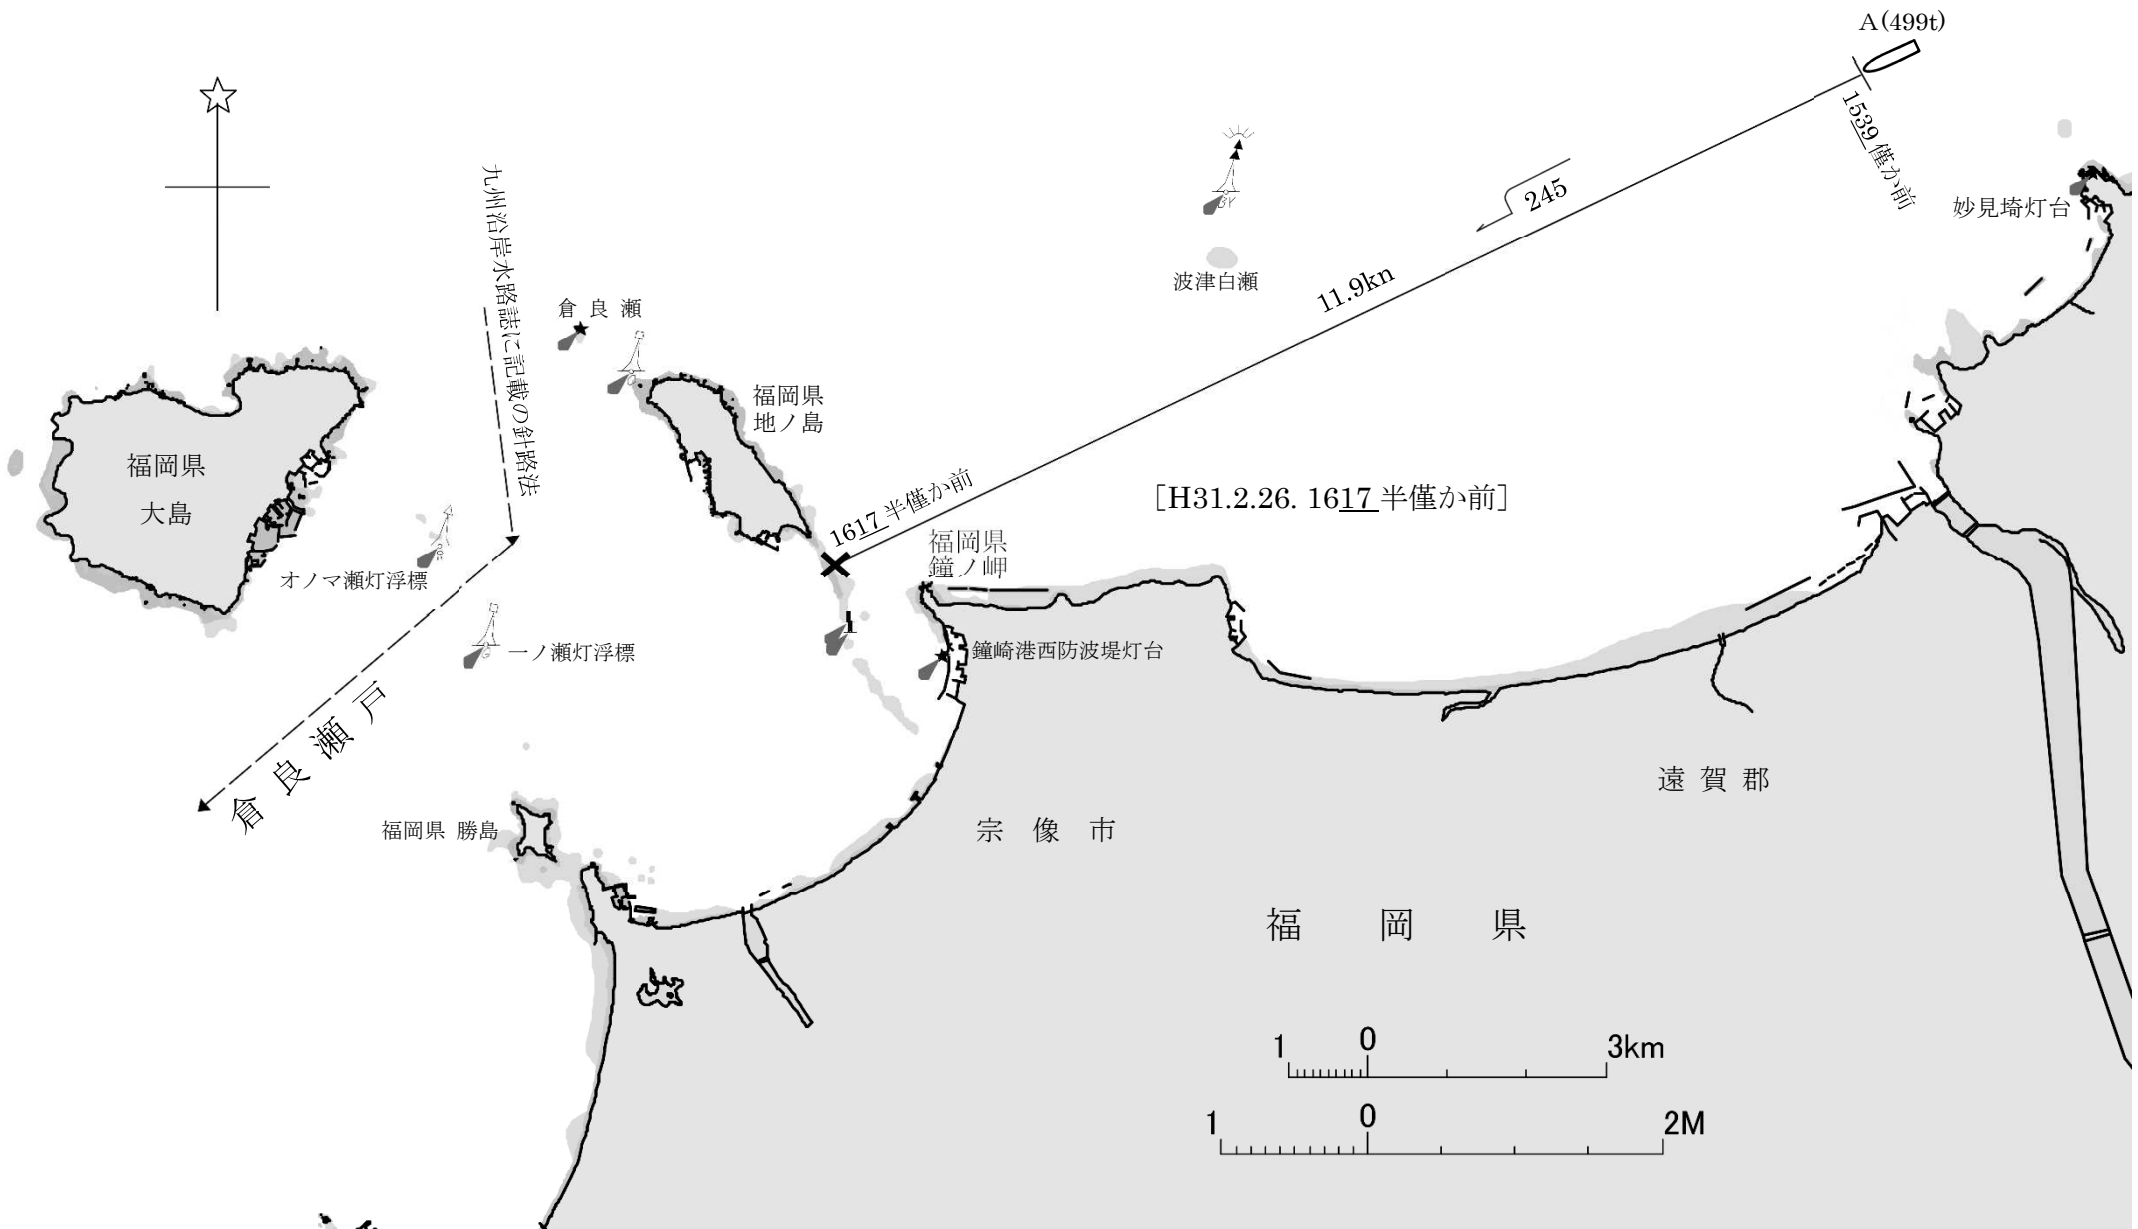 A(499t)
1539 僅か前
妙見埼灯台
245
11.9kn
波津白瀬
九州沿岸水路誌に記載の針路法
倉良瀬
福岡県
地ノ島
福岡県
大島
1617 半僅か前
[H31.2.26. 1617 半僅か前]
福岡県
鐘ノ岬
オノマ瀬灯浮標
一ノ瀬灯浮標
鐘崎港西防波堤灯台
倉良瀬戸
福岡県 勝島
宗像市
遠賀郡
福岡県
1 0 3km
1 0 2M